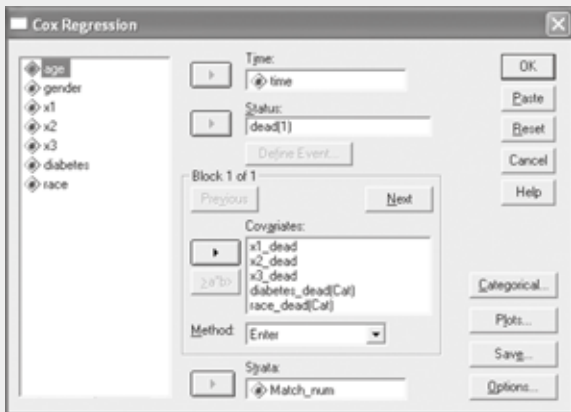 Cox Regression
age
gender
x1
x2
x3
diabetes
race
Time:
time
Status:
dead(1)
Define Event...
Block 1 of 1
Previous
Next
Covariates:
x1_dead
x2_dead
x3_dead
diabetes_dead(Cat)
race_dead(Cat)
>a*b>
Method:
Enter
Strata:
Match_num
OK
Paste
Reset
Cancel
Help
Categorical...
Plots...
Save...
Options...